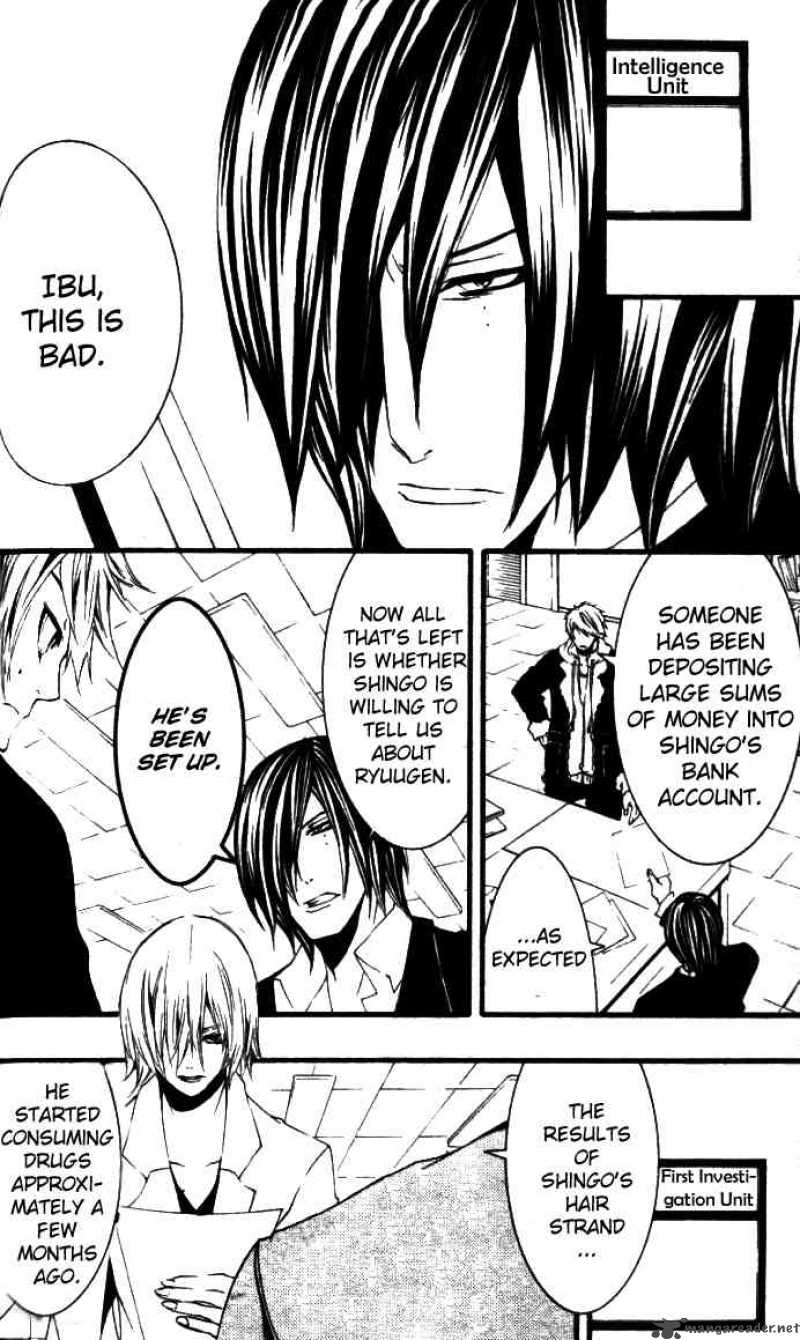 Intelligence
Unit
IBU,
THIS IS
BAD.
SOMEONE
HAS BEEN
DEPOSITING
LARGE SUMS
OF MONEY INTO
SHINGO'S
BANK
ACCOUNT.
...AS
EXPECTED
NOW ALL
THAT'S LEFT
IS WHETHER
SHINGO IS
WILLING TO
TELL US
ABOUT
RYUUGEN.
HE'S
BEEN
SET UP.
First Investi-
gation Unit
THE
RESULTS
OF
SHINGO'S
HAIR
STRAND
...
HE
STARTED
CONSUMING
DRUGS
APPROXI-
MATELY A
FEW
MONTHS
AGO.
mangareader.net